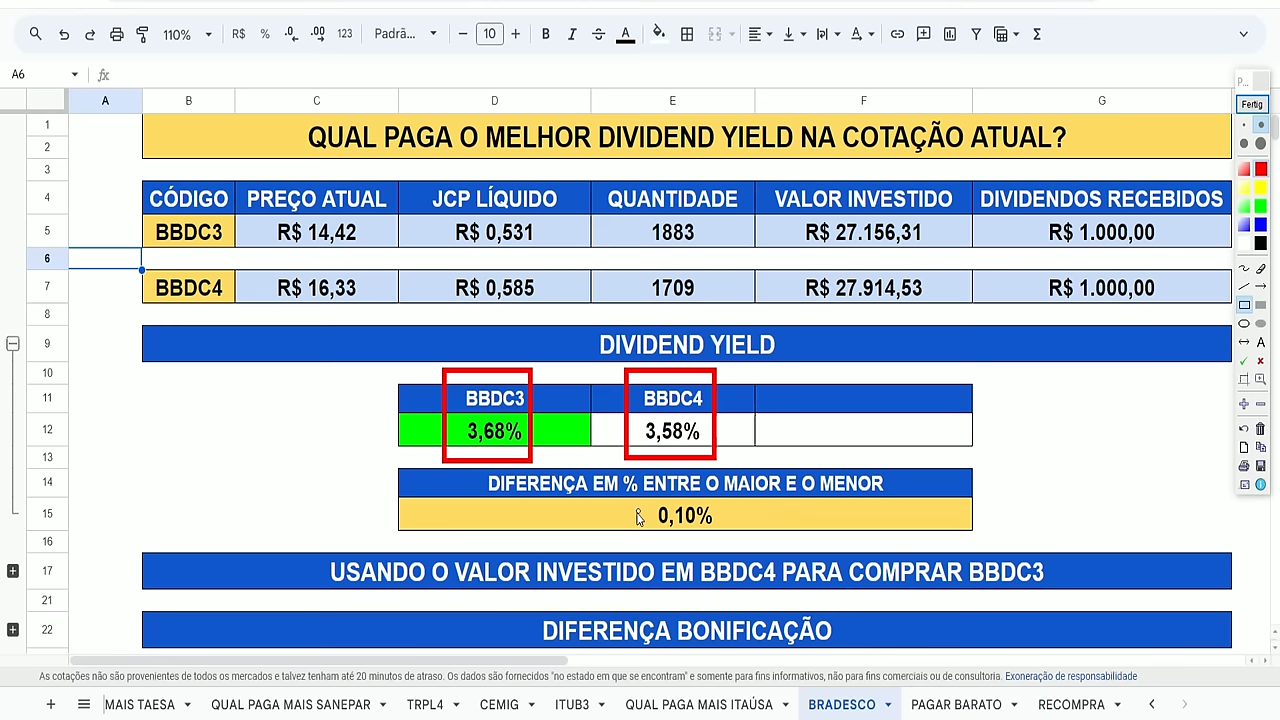 110% R$ % .0 .00 123 Padrã... 10 B I A Σ
A6 fx
P...
A B C D E F G
Fertig
1
QUAL PAGA O MELHOR DIVIDEND YIELD NA COTAÇÃO ATUAL?
2
3
4 CÓDIGO PREÇO ATUAL JCP LÍQUIDO QUANTIDADE VALOR INVESTIDO DIVIDENDOS RECEBIDOS
5 BBDC3 R$ 14,42 R$ 0,531 1883 R$ 27.156,31 R$ 1.000,00
6
7 BBDC4 R$ 16,33 R$ 0,585 1709 R$ 27.914,53 R$ 1.000,00
8
9 DIVIDEND YIELD
10
11 BBDC3 BBDC4
12 3,68% 3,58%
13
14 DIFERENÇA EM % ENTRE O MAIOR E O MENOR
15 0,10%
16
17 USANDO O VALOR INVESTIDO EM BBDC4 PARA COMPRAR BBDC3
21
22 DIFERENÇA BONIFICAÇÃO
As cotações não são provenientes de todos os mercados e talvez tenham até 20 minutos de atraso. Os dados são fornecidos "no estado em que se encontram" e somente para fins informativos, não para fins comerciais ou de consultoria. Exoneração de responsabilidade
MAIS TAESA QUAL PAGA MAIS SANEPAR TRPL4 CEMIG ITUB3 QUAL PAGA MAIS ITAÚSA BRADESCO PAGAR BARATO RECOMPRA